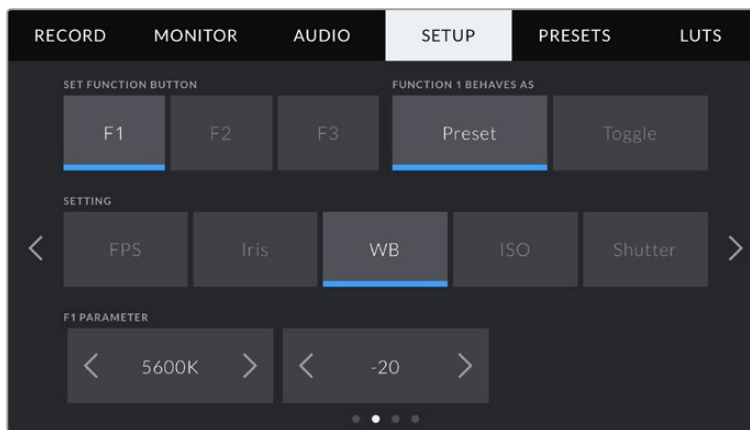 RECORD MONITOR AUDIO SETUP PRESETS LUTS
SET FUNCTION BUTTON FUNCTION 1 BEHAVES AS
F1 F2 F3 Preset Toggle
SETTING
FPS Iris WB ISO Shutter
F1 PARAMETER
5600K -20